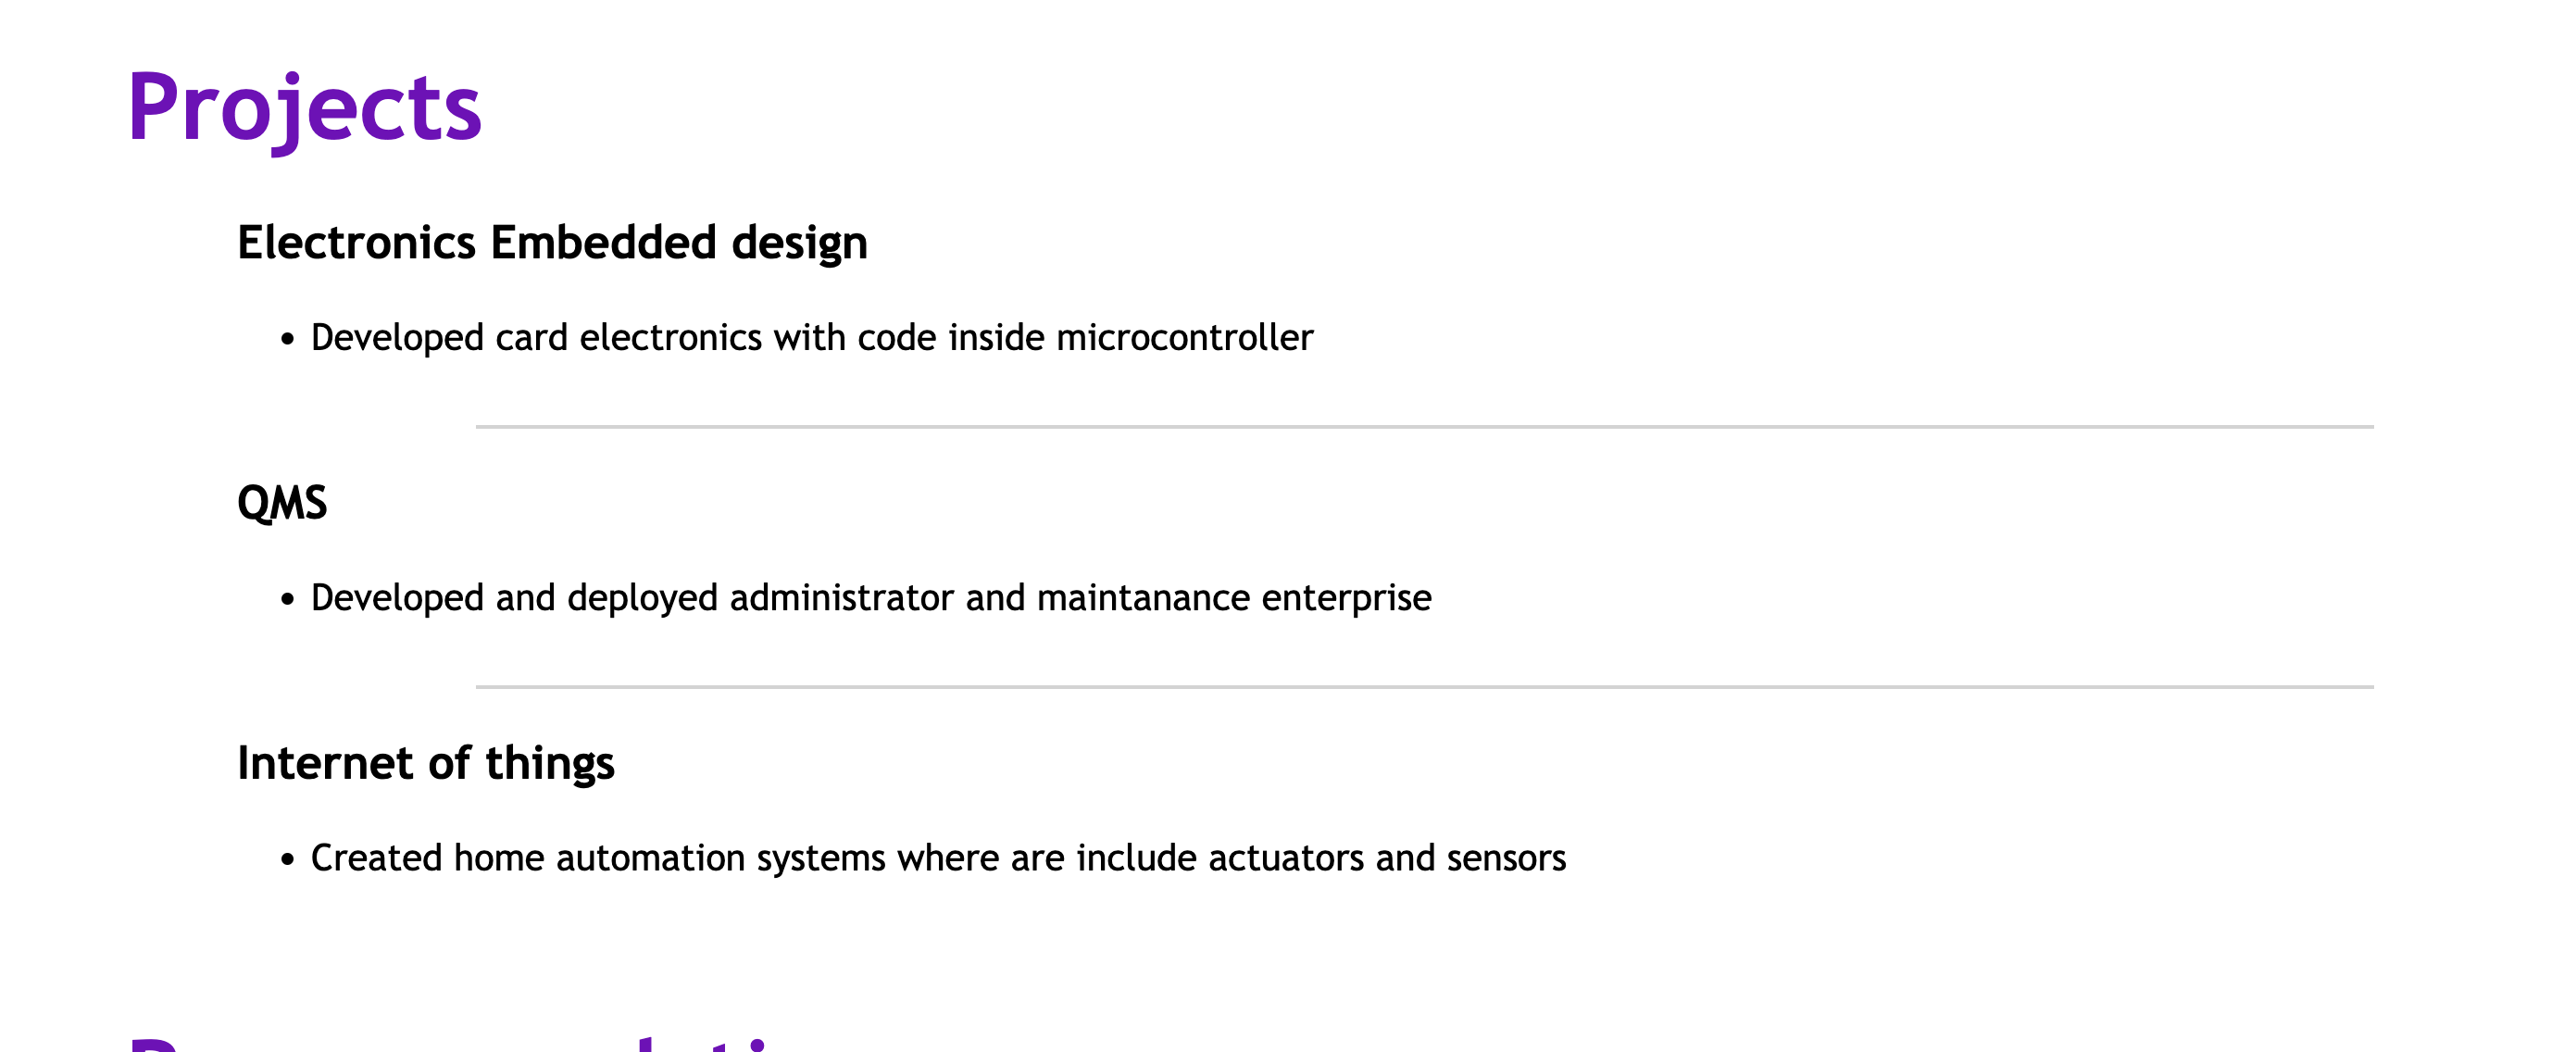 Projects
Electronics Embedded design
• Developed card electronics with code inside microcontroller
QMS
• Developed and deployed administrator and maintanance enterprise
Internet of things
• Created home automation systems where are include actuators and sensors